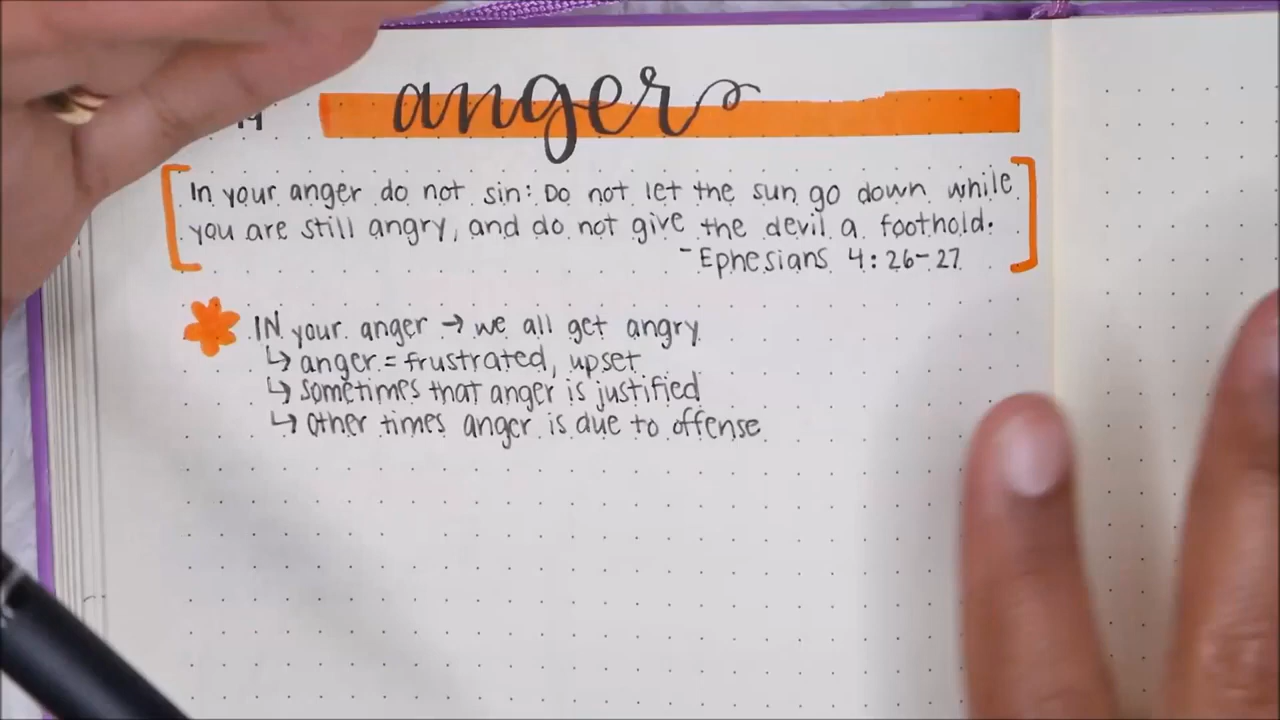 anger
In your anger do not sin: Do not let the sun go down while
you are still angry, and do not give the devil a foothold.
- Ephesians 4:26-27
IN your anger → we all get angry
↳ anger = frustrated, upset
↳ sometimes that anger is justified
↳ other times anger is due to offense